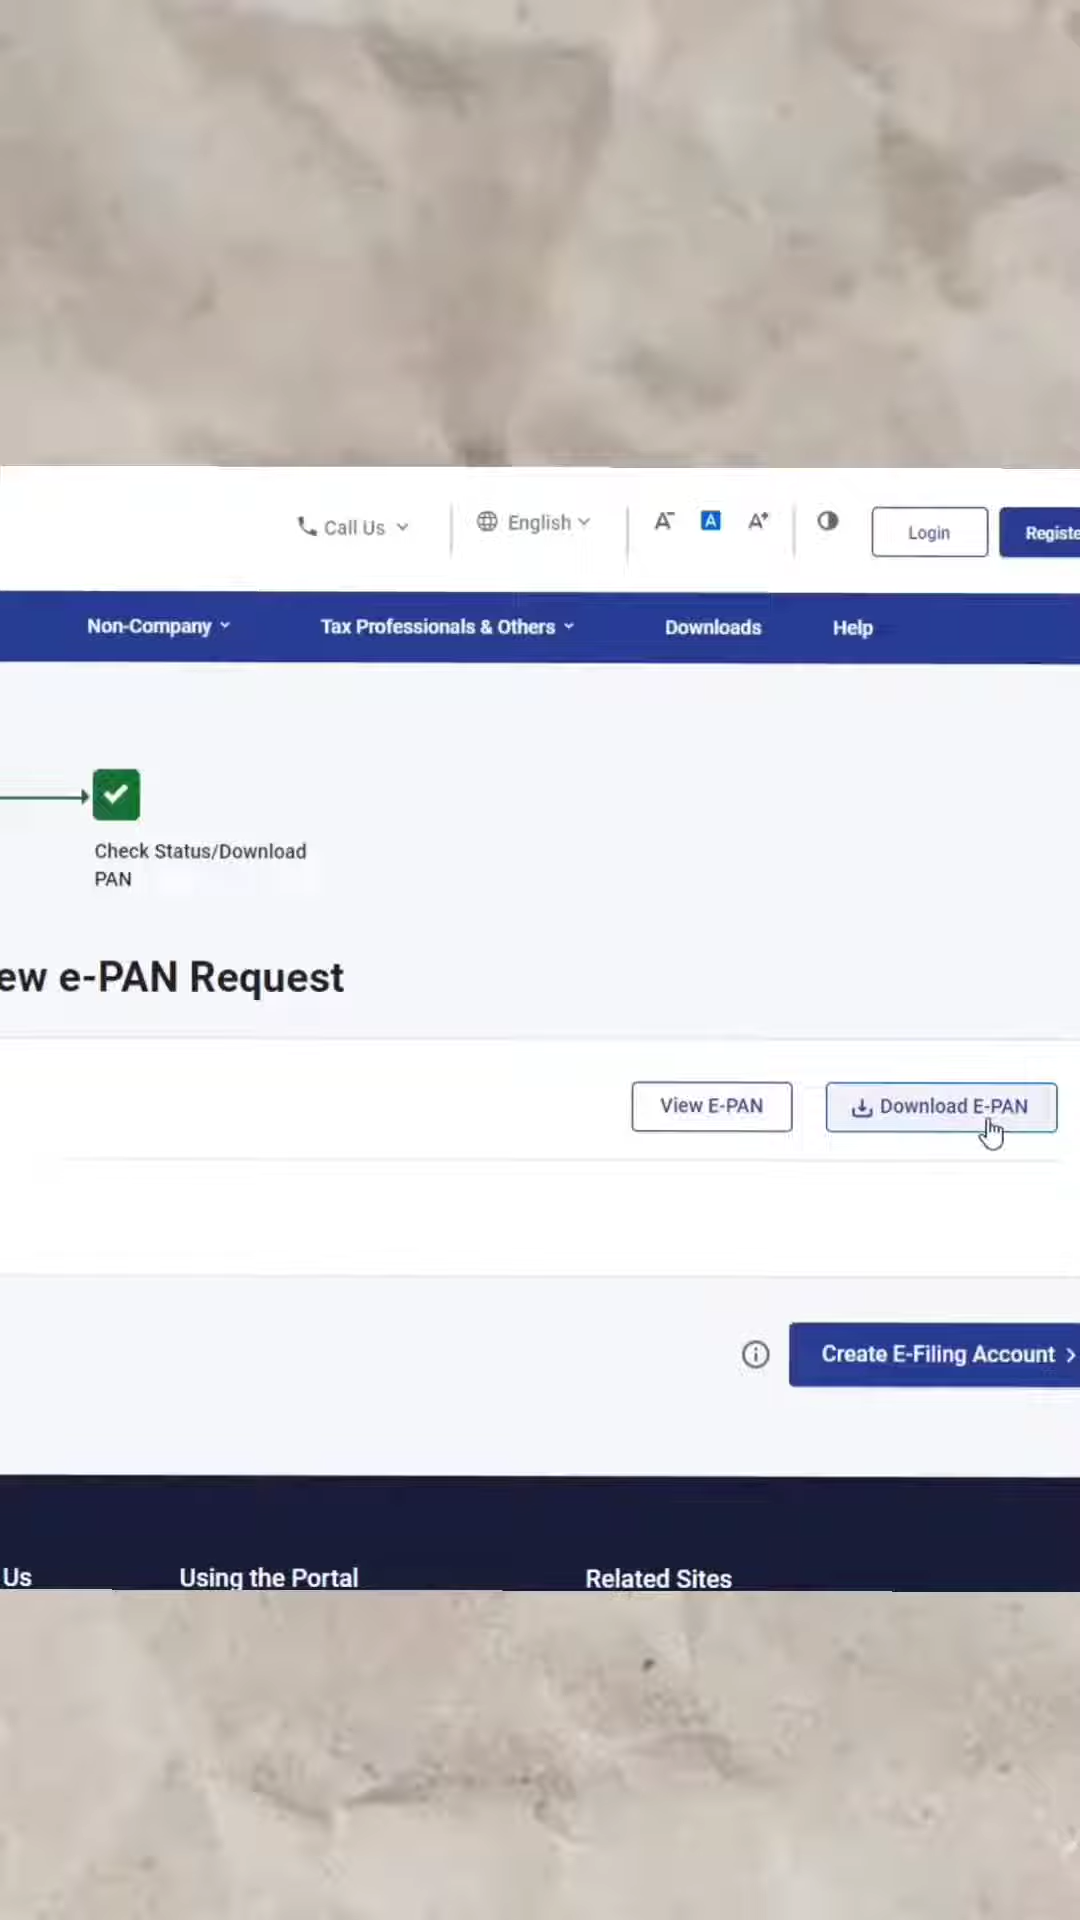 Call Us English A- A A+ Login Registe
Non-Company Tax Professionals & Others Downloads Help
Check Status/Download
PAN
ew e-PAN Request
View E-PAN Download E-PAN
Create E-Filing Account
Us Using the Portal Related Sites